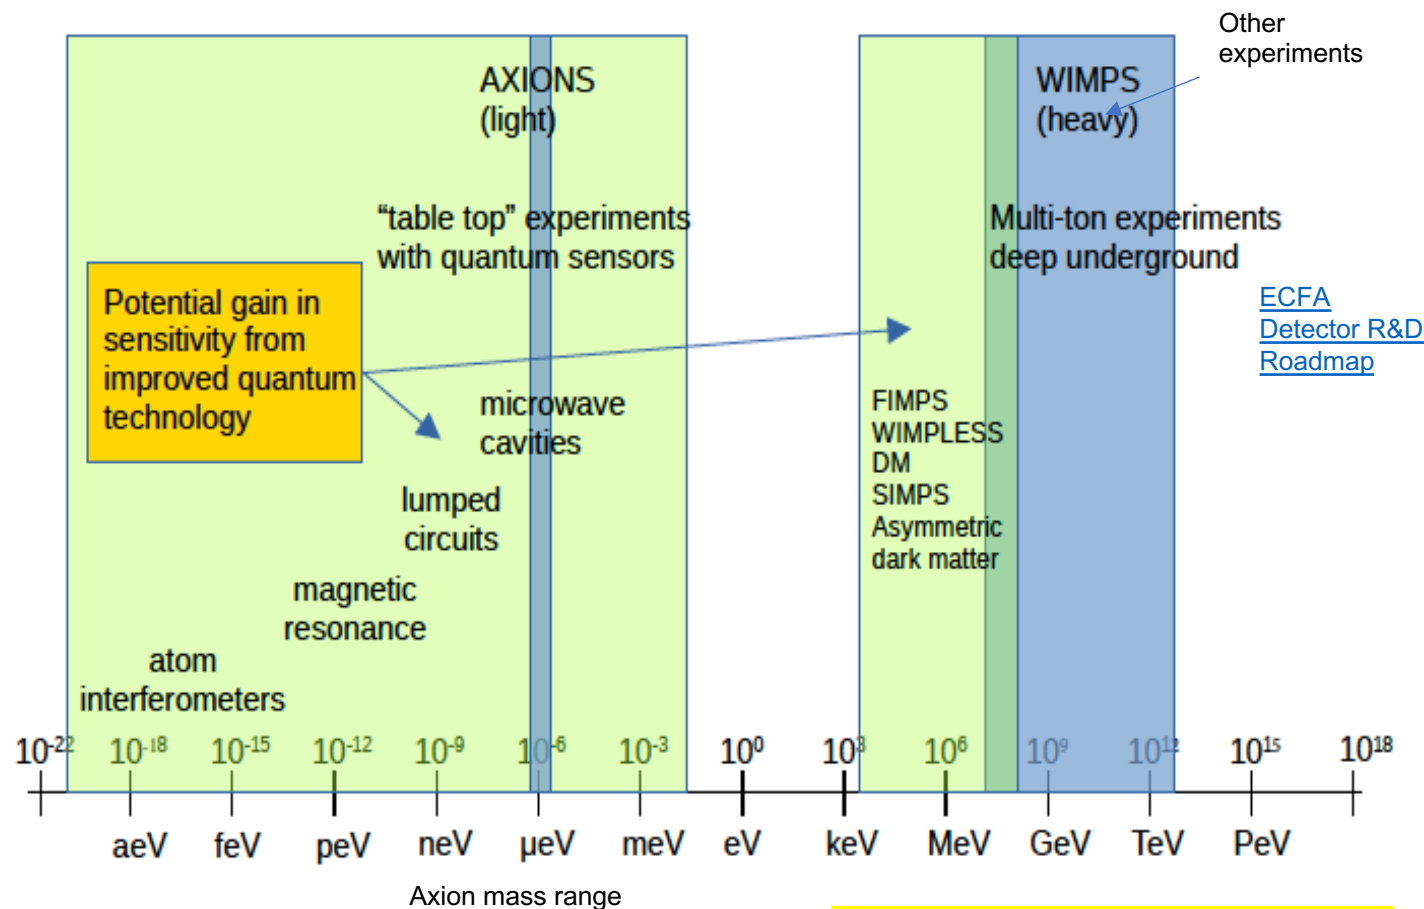 Other
experiments
AXIONS
(light)
WIMPS
(heavy)
“table top” experiments
with quantum sensors
Multi-ton experiments
deep underground
Potential gain in
sensitivity from
improved quantum
technology
ECFA
Detector R&D
Roadmap
microwave
cavities
FIMPS
WIMPLESS
DM
SIMPS
Asymmetric
dark matter
lumped
circuits
magnetic
resonance
atom
interferometers
10⁻²² 10⁻¹⁸ 10⁻¹⁵ 10⁻¹² 10⁻⁹ 10⁻⁶ 10⁻³ 10⁰ 10³ 10⁶ 10⁹ 10¹² 10¹⁵ 10¹⁸
aeV feV peV neV µeV meV eV keV MeV GeV TeV PeV
Axion mass range